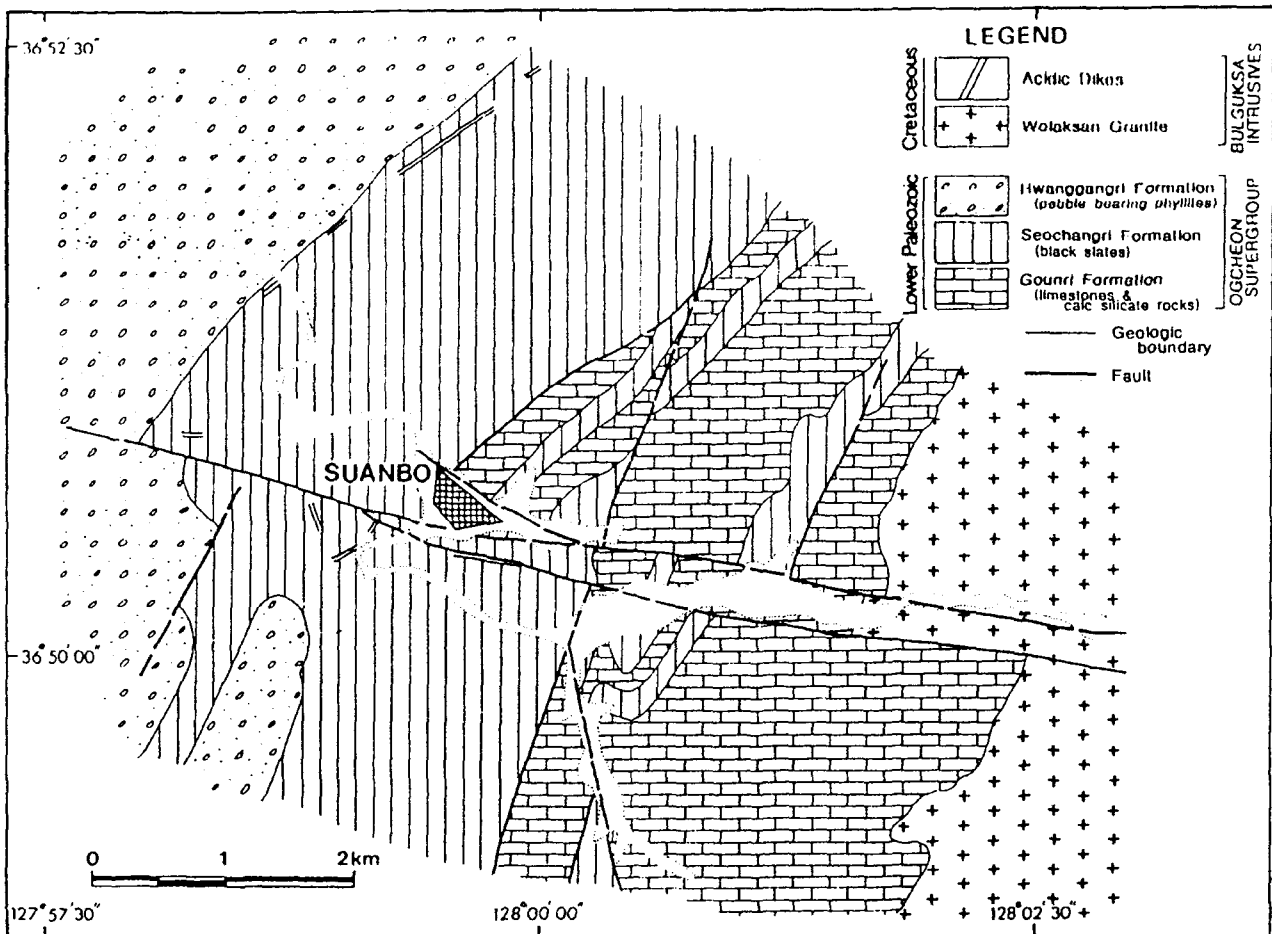 36°52'30"
LEGEND
Cretaceous
Acidic Dikes
Wolaksan Granite
BULGUKSA
INTRUSIVES
Lower Paleozoic
Hwanggangri Formation
(pebble bearing phyllites)
Seochangri Formation
(black slates)
Gounri Formation
(limestones &
calc silicate rocks)
OGCHEON
SUPERGROUP
Geologic
boundary
Fault
SUANBO
36°50'00"
0 1 2km
127°57'30"
128°00'00"
128°02'30"